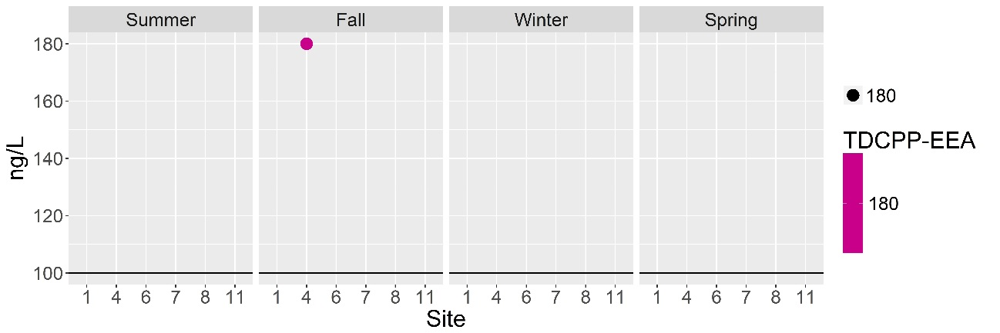 Summer Fall Winter Spring
180
160
140
120
100
ng/L
1 4 6 7 8 11 1 4 6 7 8 11 1 4 6 7 8 11 1 4 6 7 8 11
Site
180
TDCPP-EEA
180